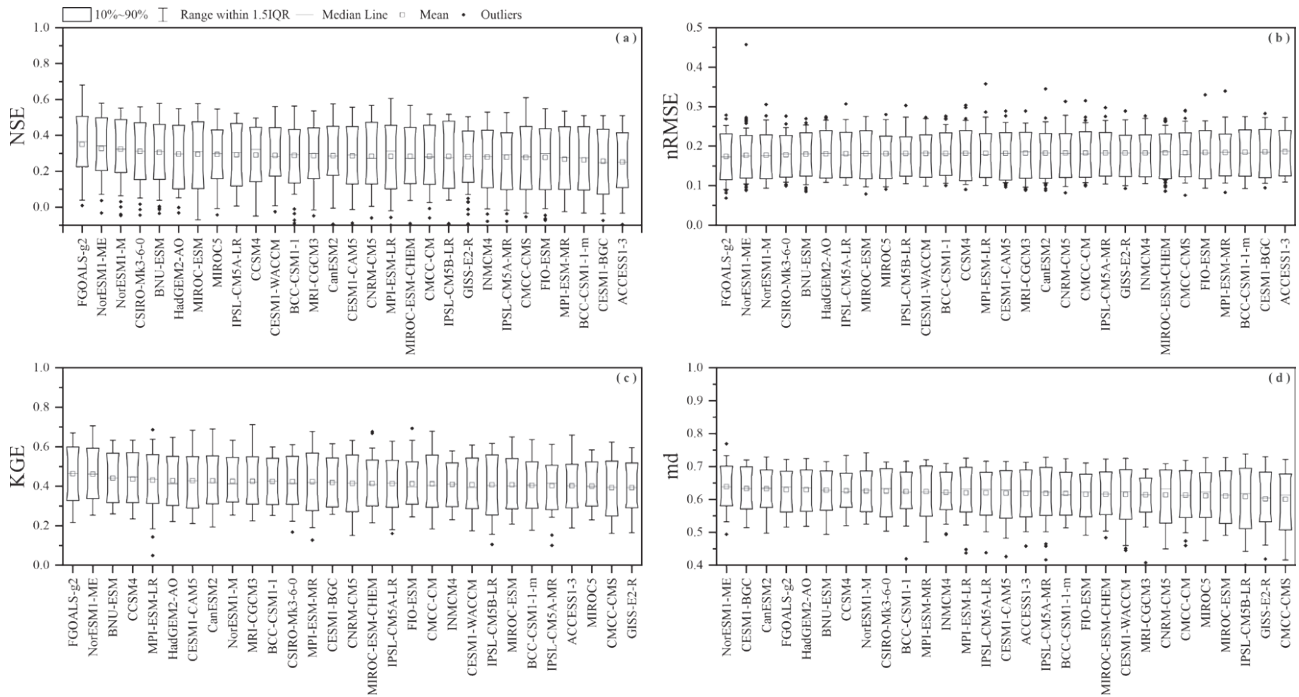 10%~90% Range within 1.5IQR Median Line Mean Outliers
( a )
NSE
1.0
0.8
0.6
0.4
0.2
0.0
FGOALS-g2
NorESM1-ME
NorESM1-M
CSIRO-Mk3-6-0
BNU-ESM
HadGEM2-AO
MIROC-ESM
MIROC5
IPSL-CM5A-LR
CCSM4
CESM1-WACCM
BCC-CSM1-1
MRI-CGCM3
CanESM2
CESM1-CAM5
CNRM-CM5
MPI-ESM-LR
MIROC-ESM-CHEM
CMCC-CM
IPSL-CM5B-LR
GISS-E2-R
INMCM4
IPSL-CM5A-MR
CMCC-CMS
FIO-ESM
MPI-ESM-MR
BCC-CSM1-1-m
CESM1-BGC
ACCESS1-3
( b )
nRMSE
0.5
0.4
0.3
0.2
0.1
0.0
FGOALS-g2
NorESM1-ME
NorESM1-M
CSIRO-Mk3-6-0
BNU-ESM
HadGEM2-AO
IPSL-CM5A-LR
MIROC-ESM
MIROC5
IPSL-CM5B-LR
CESM1-WACCM
BCC-CSM1-1
CCSM4
MPI-ESM-LR
CESM1-CAM5
MRI-CGCM3
CanESM2
CNRM-CM5
CMCC-CM
IPSL-CM5A-MR
GISS-E2-R
INMCM4
MIROC-ESM-CHEM
CMCC-CMS
FIO-ESM
MPI-ESM-MR
BCC-CSM1-1-m
CESM1-BGC
ACCESS1-3
( c )
KGE
1.0
0.8
0.6
0.4
0.2
0.0
FGOALS-g2
NorESM1-ME
BNU-ESM
CCSM4
MPI-ESM-LR
HadGEM2-AO
CESM1-CAM5
CanESM2
NorESM1-M
MRI-CGCM3
BCC-CSM1-1
CSIRO-Mk3-6-0
MPI-ESM-MR
CESM1-BGC
CNRM-CM5
MIROC-ESM-CHEM
IPSL-CM5A-LR
FIO-ESM
CMCC-CM
INMCM4
CESM1-WACCM
IPSL-CM5B-LR
MIROC-ESM
BCC-CSM1-1-m
IPSL-CM5A-MR
ACCESS1-3
MIROC5
CMCC-CMS
GISS-E2-R
( d )
md
1.0
0.9
0.8
0.7
0.6
0.5
0.4
NorESM1-ME
CESM1-BGC
CanESM2
FGOALS-g2
HadGEM2-AO
BNU-ESM
CCSM4
NorESM1-M
CSIRO-Mk3-6-0
BCC-CSM1-1
MPI-ESM-MR
INMCM4
MPI-ESM-LR
IPSL-CM5A-LR
CESM1-CAM5
ACCESS1-3
IPSL-CM5A-MR
BCC-CSM1-1-m
FIO-ESM
MIROC-ESM-CHEM
CESM1-WACCM
MRI-CGCM3
CNRM-CM5
CMCC-CM
MIROC5
MIROC-ESM
IPSL-CM5B-LR
GISS-E2-R
CMCC-CMS